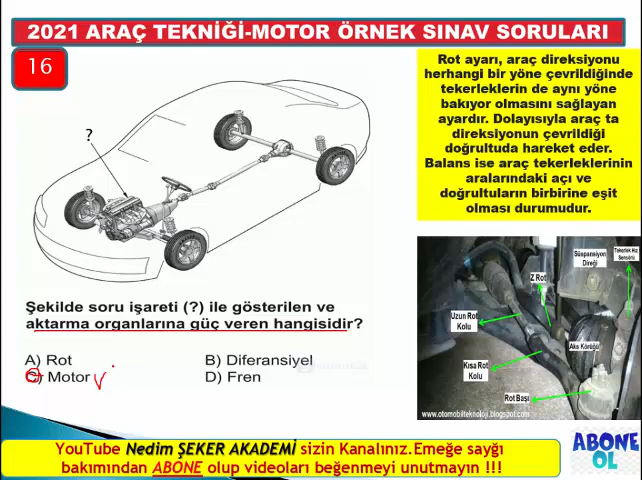 2021 ARAÇ TEKNİĞİ-MOTOR ÖRNEK SINAV SORULARI
16
?
Şekilde soru işareti (?) ile gösterilen ve
aktarma organlarına güç veren hangisidir?
A) Rot
B) Diferansiyel
C) Motor
D) Fren
Rot ayarı, araç direksiyonu
herhangi bir yöne çevrildiğinde
tekerleklerin de aynı yöne
bakıyor olmasını sağlayan
ayardır. Dolayısıyla araç ta
direksiyonun çevrildiği
doğrultuda hareket eder.
Balans ise araç tekerleklerinin
aralarındaki açı ve
doğrultuların birbirine eşit
olması durumudur.
Süspansiyon
Direği
Tekerlek Hız
Sensörü
Z Rot
Uzun Rot
Kolu
Aks Körüğü
Kısa Rot
Kolu
Rot Başı
www.otomobilteknoloji.blogspot.com
YouTube Nedim ŞEKER AKADEMİ sizin Kanalınız.Emeğe saygı
bakımından ABONE olup videoları beğenmeyi unutmayın !!!
ABONE
OL